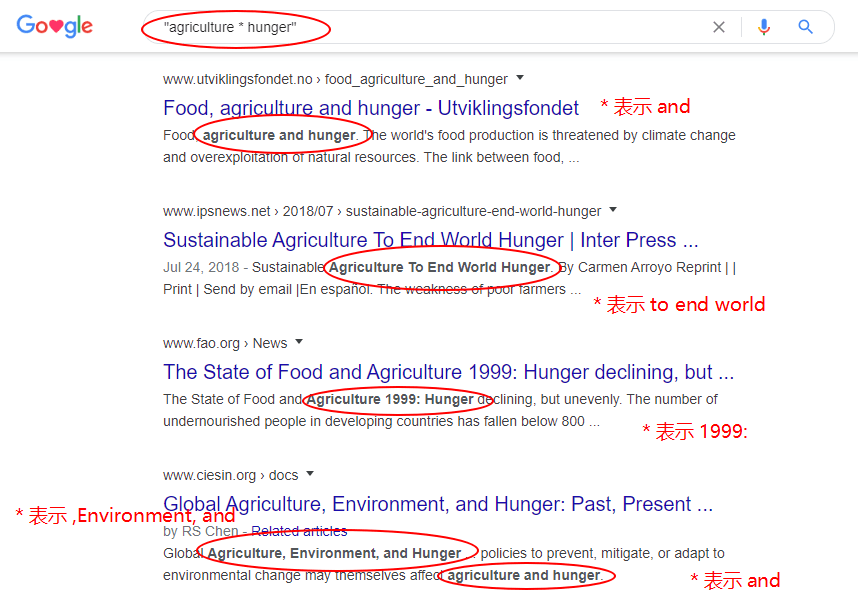 Google "agriculture * hunger"
www.utviklingsfondet.no › food_agriculture_and_hunger
Food, agriculture and hunger - Utviklingsfondet * 表示 and
Food, agriculture and hunger. The world's food production is threatened by climate change
and overexploitation of natural resources. The link between food, ...
www.ipsnews.net › 2018/07 › sustainable-agriculture-end-world-hunger
Sustainable Agriculture To End World Hunger | Inter Press ...
Jul 24, 2018 - Sustainable Agriculture To End World Hunger. By Carmen Arroyo Reprint | |
Print | Send by email |En español. The weakness of poor farmers ...
* 表示 to end world
www.fao.org › News
The State of Food and Agriculture 1999: Hunger declining, but ...
The State of Food and Agriculture 1999: Hunger declining, but unevenly. The number of
undernourished people in developing countries has fallen below 800 ...
* 表示 1999:
www.ciesin.org › docs
Global Agriculture, Environment, and Hunger: Past, Present ...
* 表示 ,Environment, and
by RS Chen - Related articles
Global Agriculture, Environment, and Hunger ... policies to prevent, mitigate, or adapt to
environmental change may themselves affect agriculture and hunger. * 表示 and